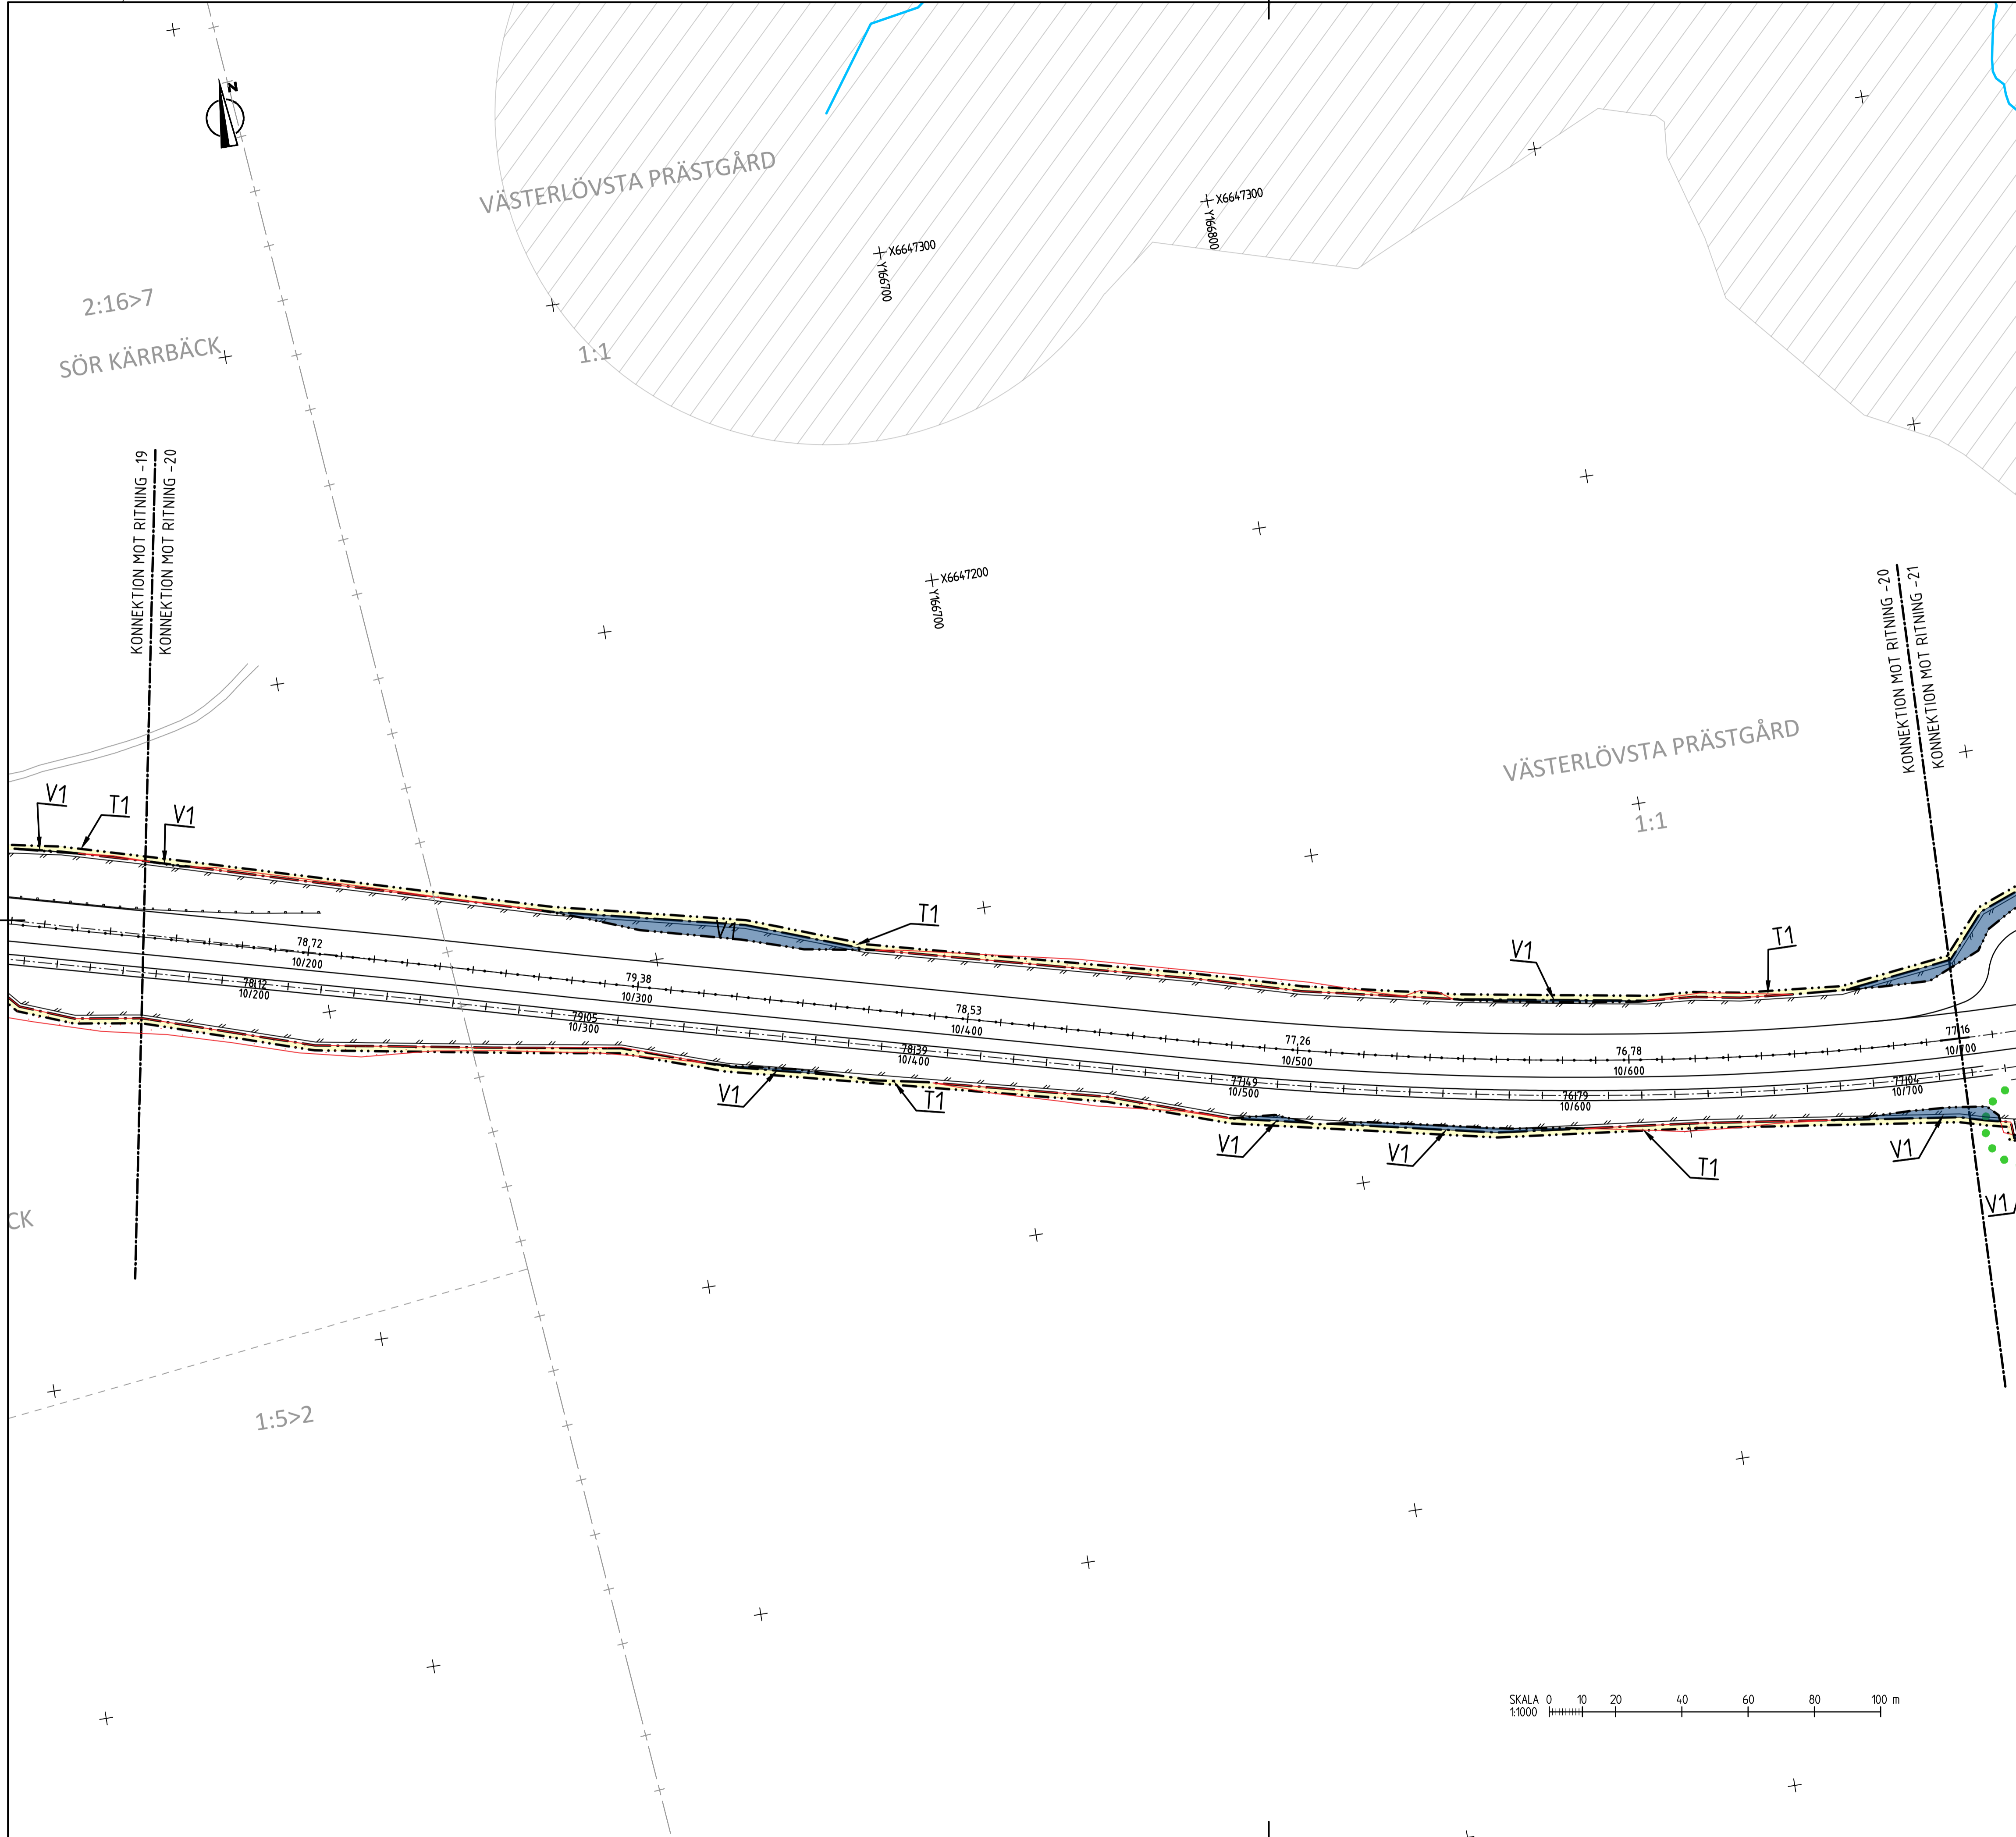 N
VÄSTERLÖVSTA PRÄSTGÅRD
X6647300
Y166800
X6647300
Y166700
2:16>7
SÖR KÄRRBÄCK
1:1
KONNEKTION MOT RITNING -19
KONNEKTION MOT RITNING -20
X6647200
Y166700
KONNEKTION MOT RITNING -20
KONNEKTION MOT RITNING -21
VÄSTERLÖVSTA PRÄSTGÅRD
1:1
V1
T1
V1
T1
V1
V1
T1
78,72
10/200
79,38
10/300
78,53
10/400
77,26
10/500
76,78
10/600
77,16
10/700
78,12
10/200
79,05
10/300
78,39
10/400
77,49
10/500
76,79
10/600
77,04
10/700
V1
T1
V1
V1
T1
V1
V1
CK
1:5>2
SKALA 0 10 20 40 60 80 100 m
1:1000